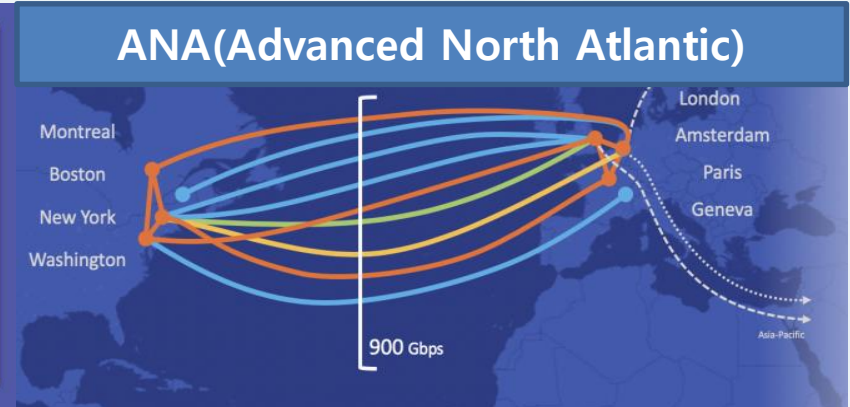 ANA(Advanced North Atlantic)
Montreal
Boston
New York
Washington
London
Amsterdam
Paris
Geneva
900 Gbps
Asia-Pacific